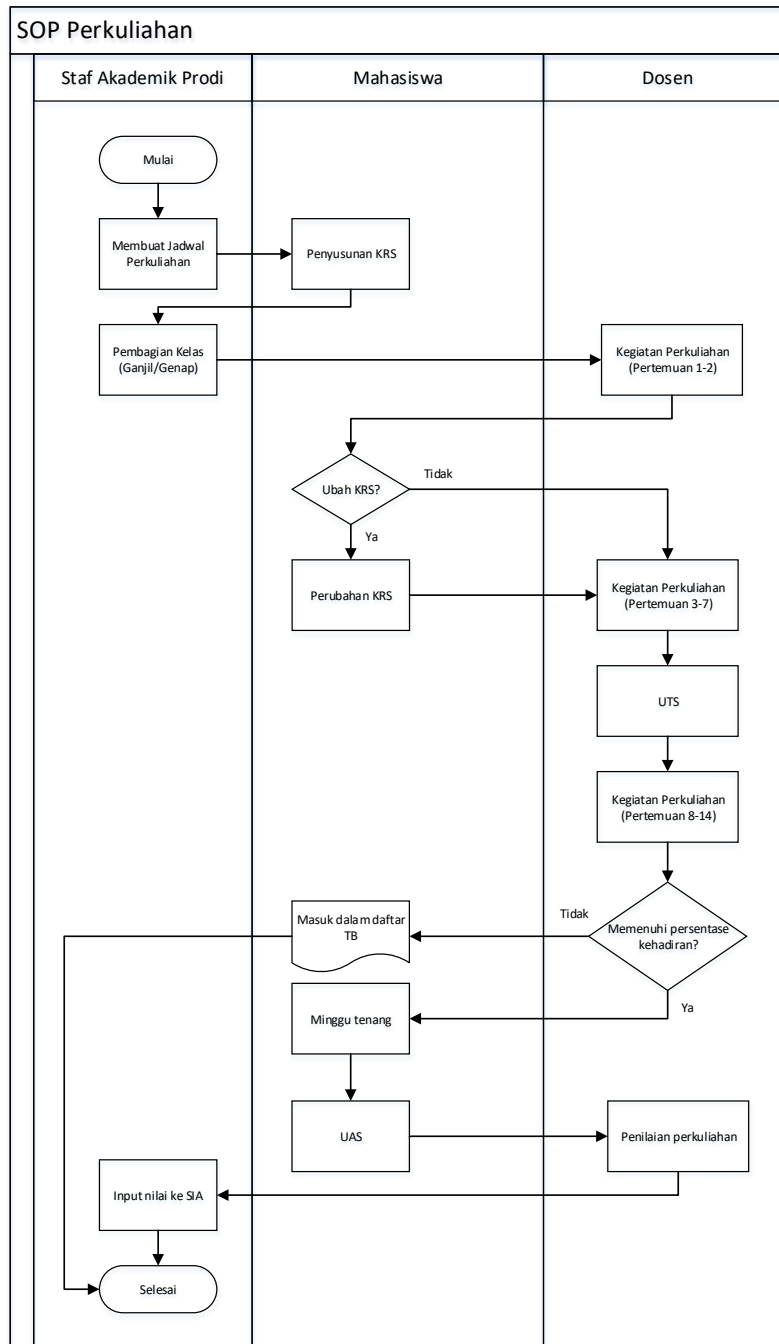 SOP Perkuliahan
Staf Akademik Prodi
Mahasiswa
Dosen
Mulai
Membuat Jadwal
Perkuliahan
Penyusunan KRS
Pembagian Kelas
(Ganjil/Genap)
Kegiatan Perkuliahan
(Pertemuan 1-2)
Ubah KRS?
Tidak
Ya
Perubahan KRS
Kegiatan Perkuliahan
(Pertemuan 3-7)
UTS
Kegiatan Perkuliahan
(Pertemuan 8-14)
Masuk dalam daftar
TB
Tidak
Memenuhi persentase
kehadiran?
Ya
Minggu tenang
UAS
Penilaian perkuliahan
Input nilai ke SIA
Selesai